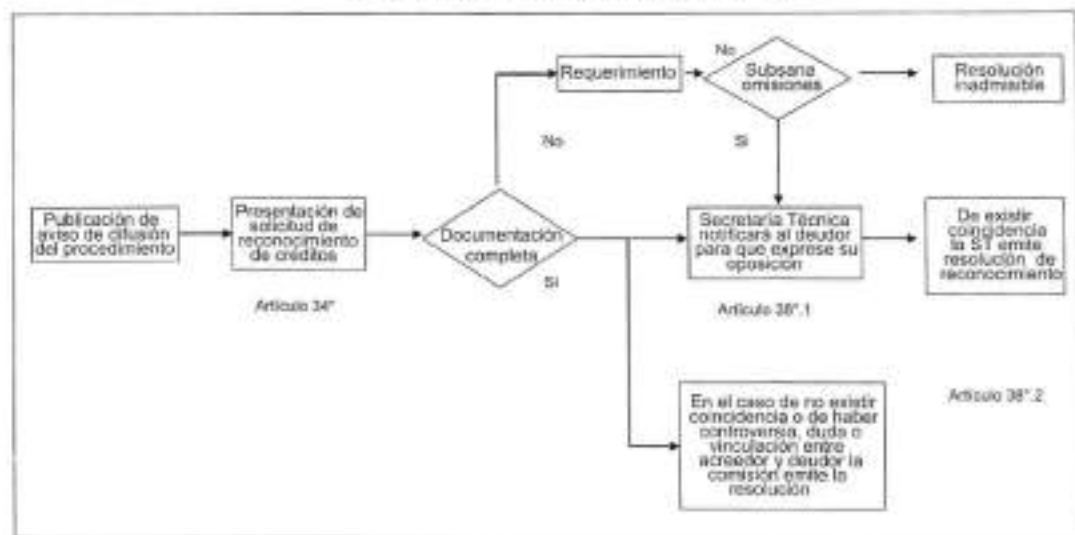 No
Requerimiento
Subsana
omisiones
Resolución
inadmisible
No
Si
Publicación de
aviso de difusión
del procedimiento
Presentación de
solicitud de
reconocimiento
de créditos
Documentación
completa
Secretaría Técnica
notificará al deudor
para que exprese su
oposición
De existir
coincidencia
la ST emite
resolución de
reconocimiento
Si
Artículo 34°
Artículo 38°.1
En el caso de no existir
coincidencia o de haber
controversia, duda o
vinculación entre
acreedor y deudor la
comisión emite la
resolución
Artículo 38°.2